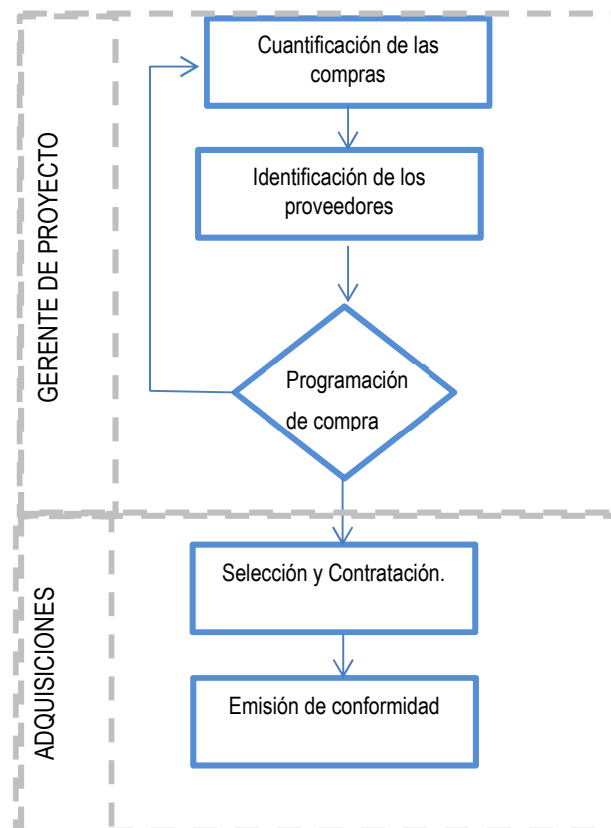 GERENTE DE PROYECTO
Cuantificación de las
compras
Identificación de los
proveedores
Programación
de compra
ADQUISICIONES
Selección y Contratación.
Emisión de conformidad